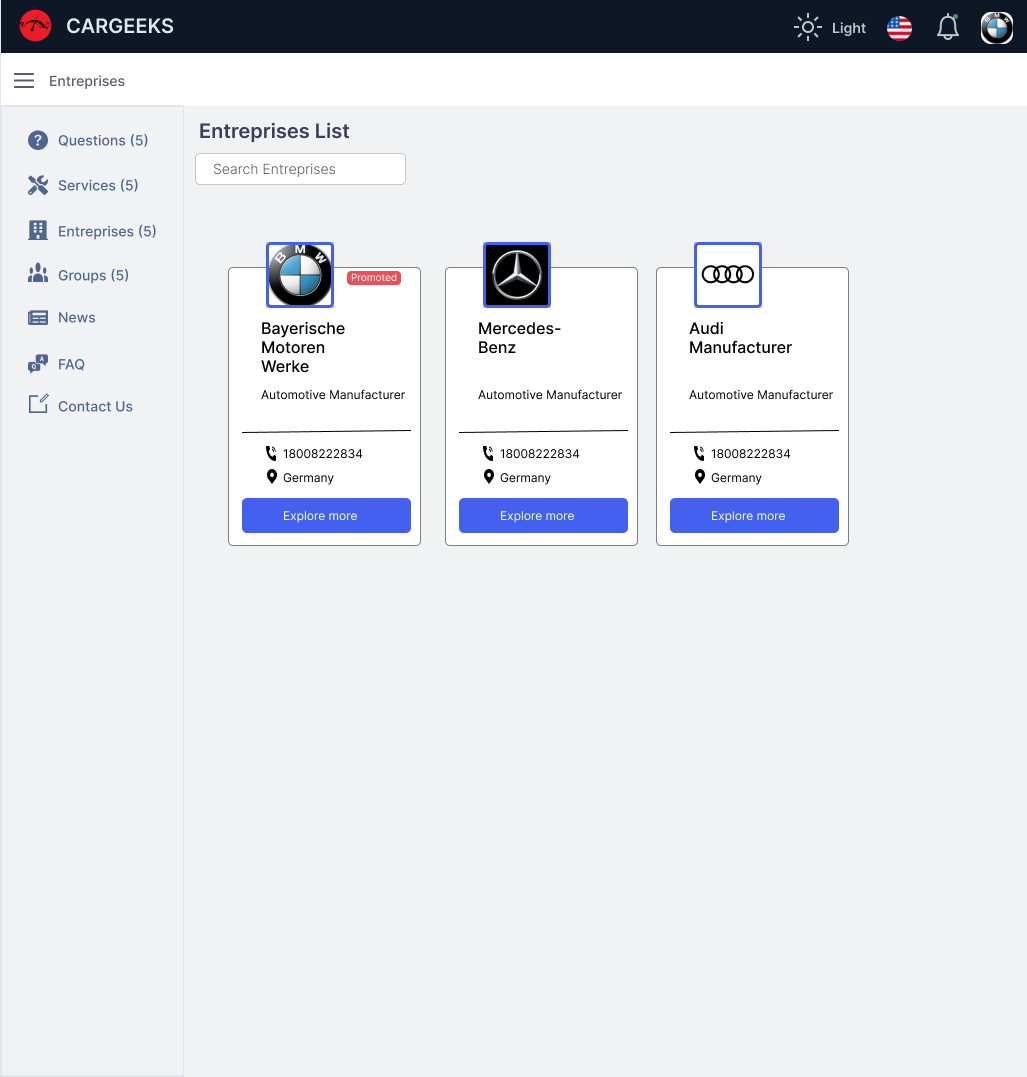 CARGEEKS
Light
Entreprises
Questions (5)
Services (5)
Entreprises (5)
Groups (5)
News
FAQ
Contact Us
Entreprises List
Search Entreprises
BMW
Promoted
Bayerische
Motoren
Werke
Automotive Manufacturer
18008222834
Germany
Explore more
Mercedes-
Benz
Automotive Manufacturer
18008222834
Germany
Explore more
Audi
Manufacturer
Automotive Manufacturer
18008222834
Germany
Explore more